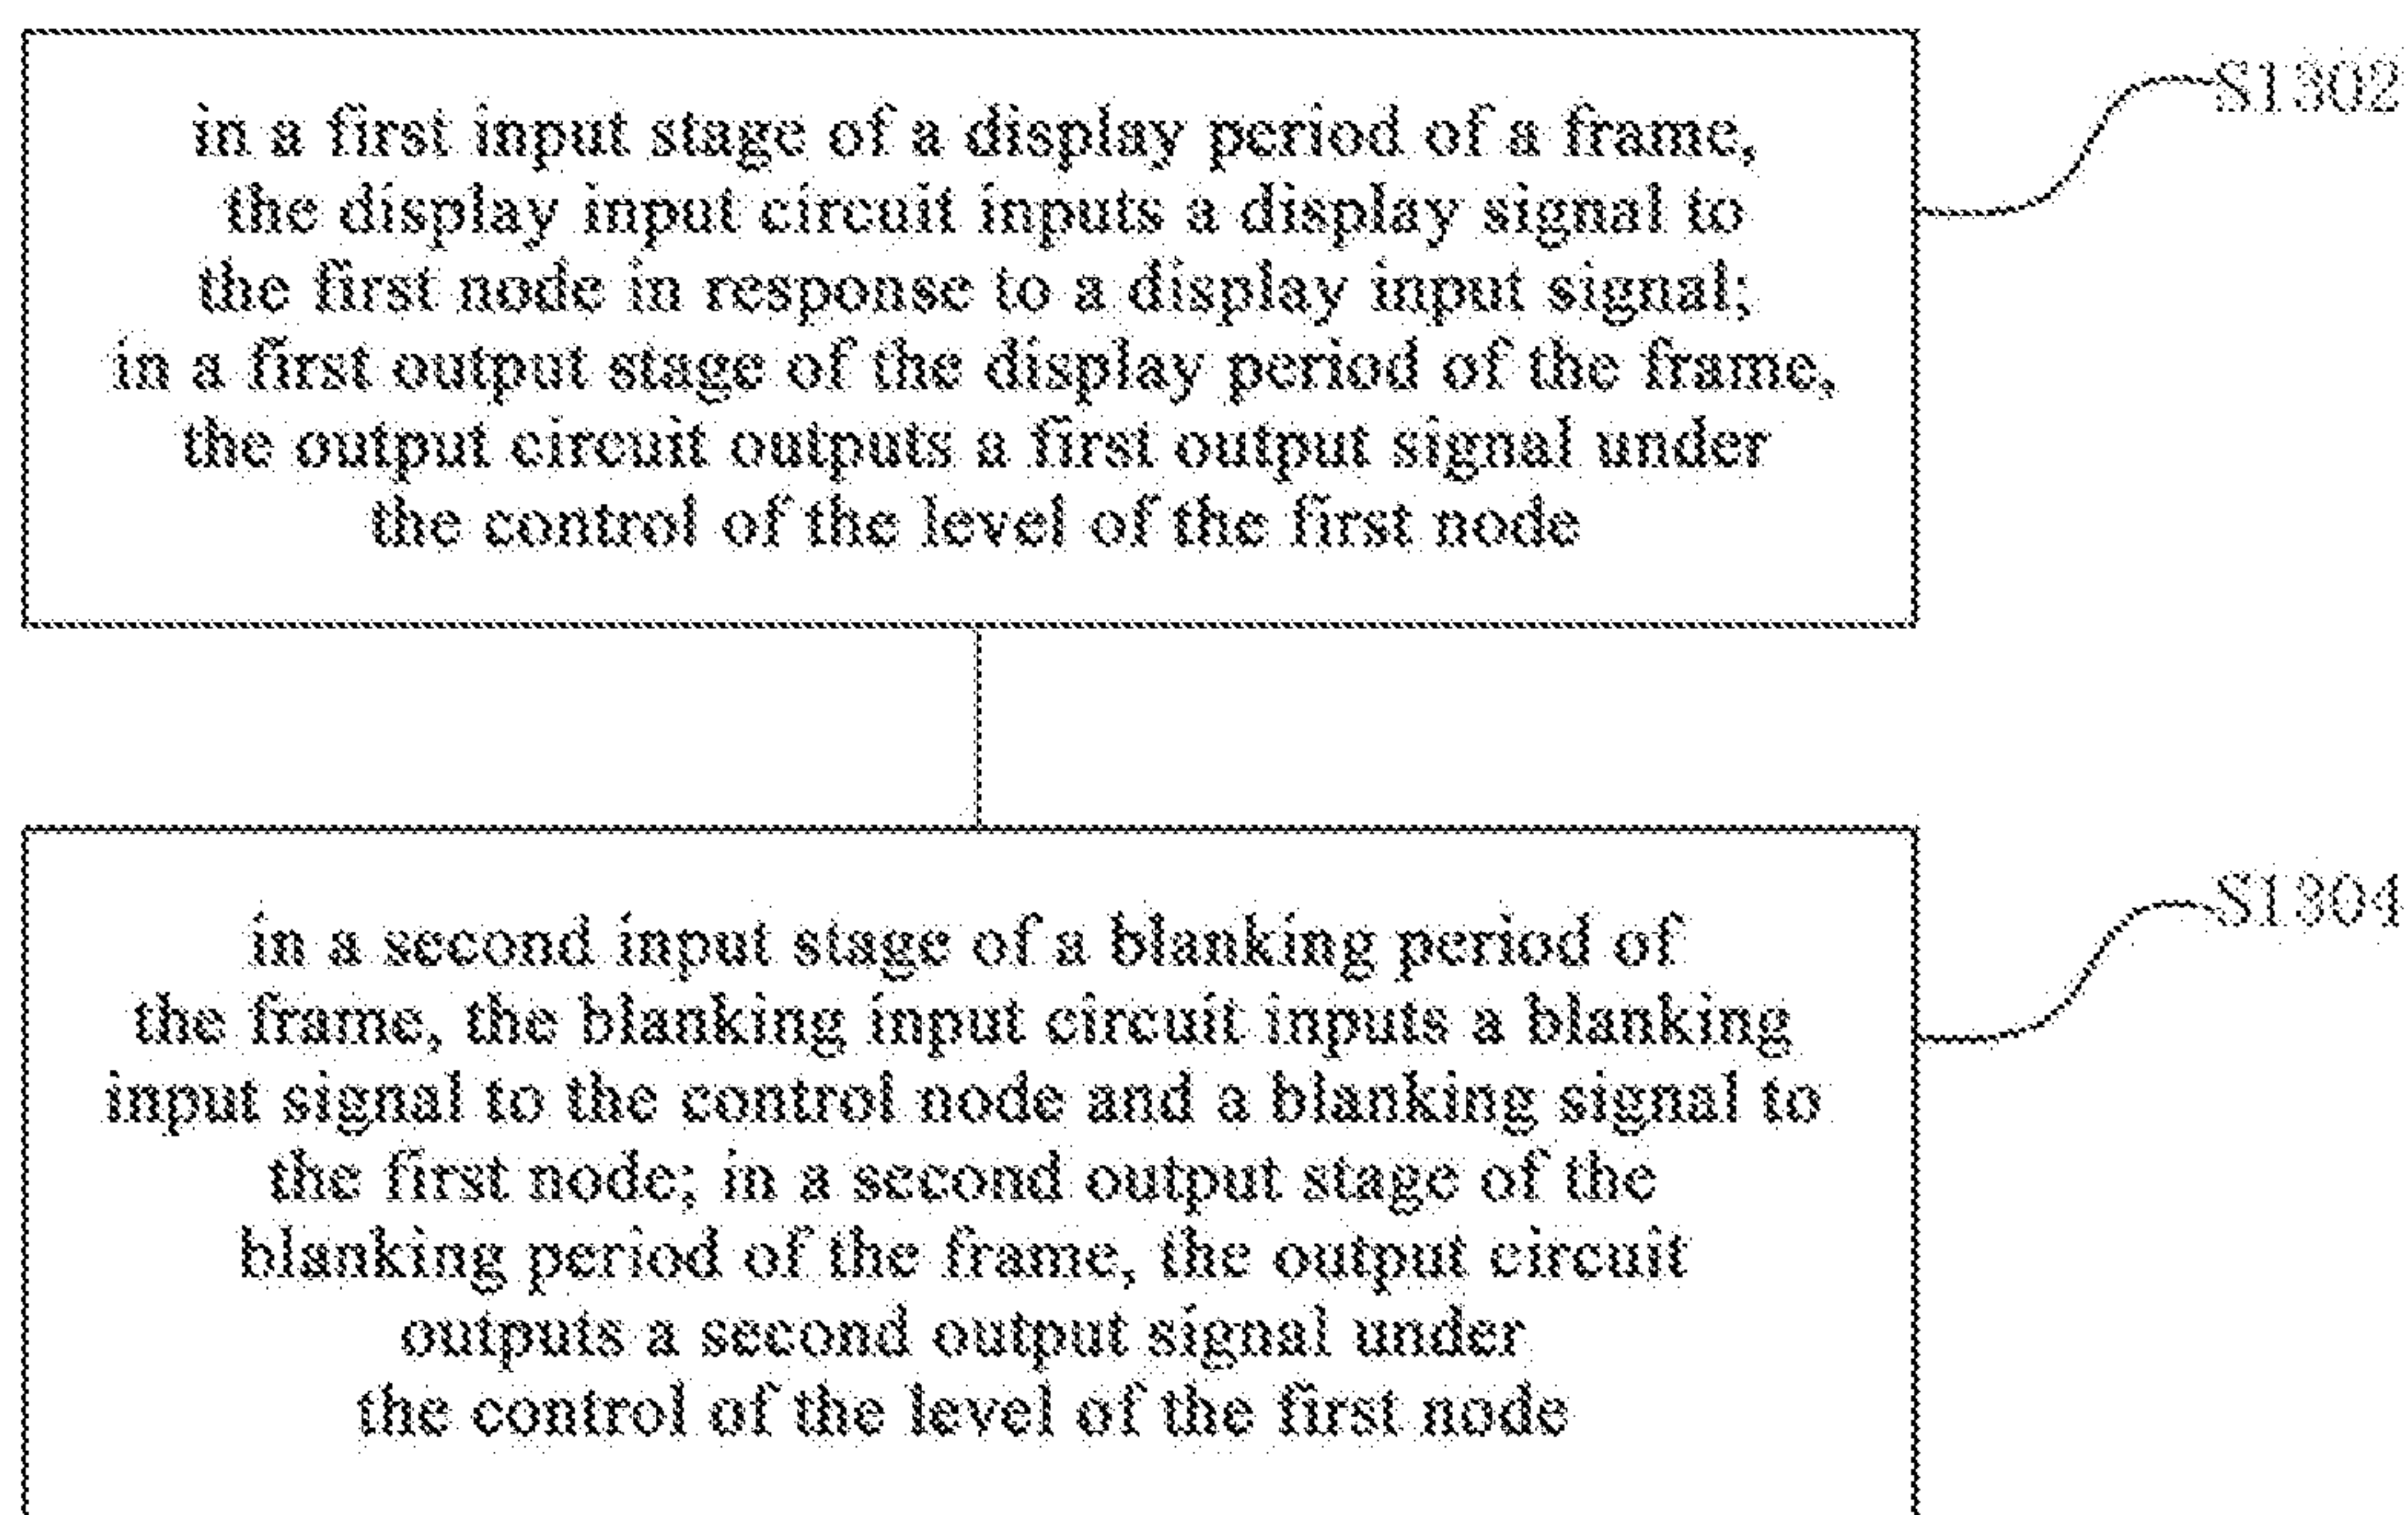 S1302
in a first input stage of a display period of a frame,
the display input circuit inputs a display signal to
the first node in response to a display input signal;
in a first output stage of the display period of the frame,
the output circuit outputs a first output signal under
the control of the level of the first node
S1304
in a second input stage of a blanking period of
the frame, the blanking input circuit inputs a blanking
input signal to the control node and a blanking signal to
the first node; in a second output stage of the
blanking period of the frame, the output circuit
outputs a second output signal under
the control of the level of the first node